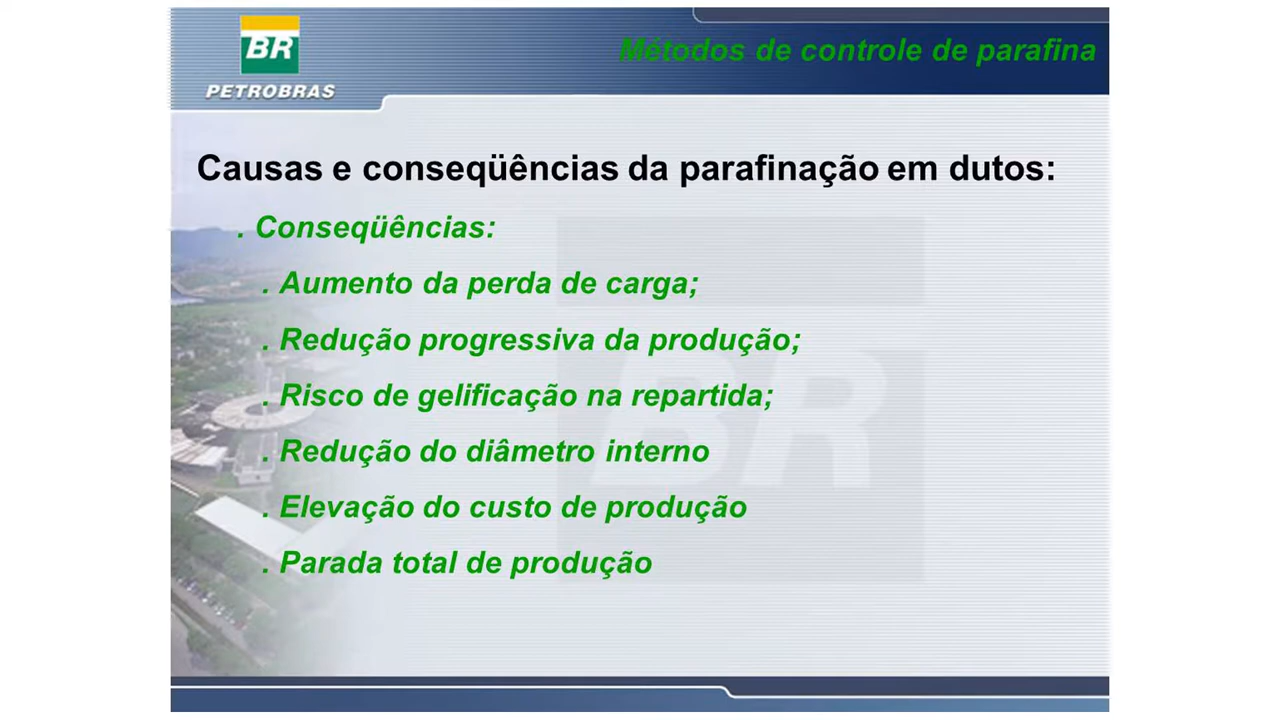 BR
PETROBRAS
Métodos de controle de parafina
Causas e conseqüências da parafinação em dutos:
. Conseqüências:
. Aumento da perda de carga;
. Redução progressiva da produção;
. Risco de gelificação na repartida;
. Redução do diâmetro interno
. Elevação do custo de produção
. Parada total de produção
BR